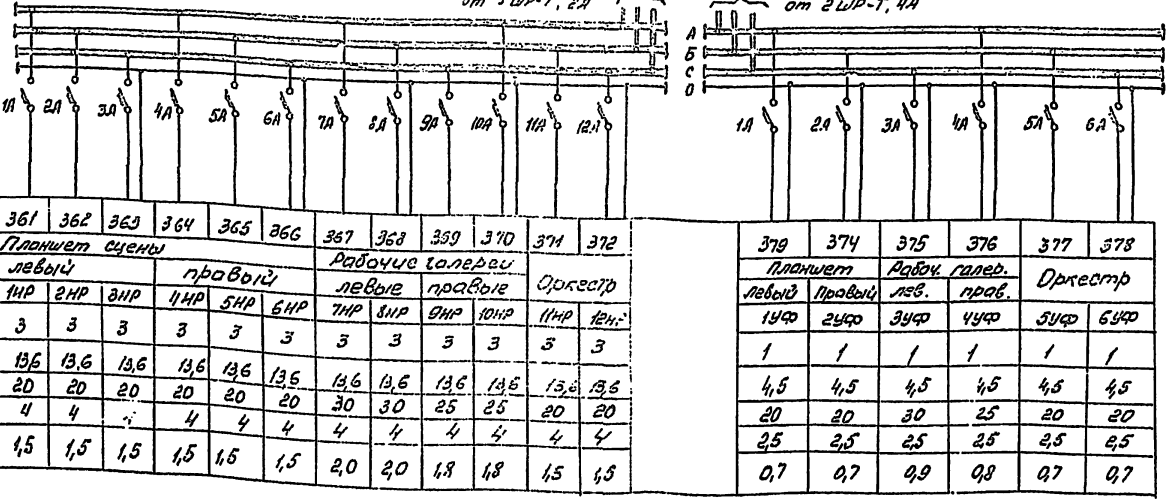 от 2ШР-Т, 4А
А
Б
С
0
1А 2А 3А 4А 5А 6А 7А 8А 9А 10А 11А 12А
1А 2А 3А 4А 5А 6А
361 362 363 364 365 366 367 368 369 370 371 372
Планшет сцены Рабочие галереи Оркестр
левый правый левые правые
1НР 2НР 3НР 4НР 5НР 6НР 7НР 8НР 9НР 10НР 11НР 12НР
3 3 3 3 3 3 3 3 3 3 3 3
13,6 13,6 13,6 13,6 13,6 13,6 13,6 13,6 13,6 13,6 13,6 13,6
20 20 20 20 20 20 30 30 25 25 20 20
4 4 4 4 4 4 4 4 4 4 4
1,5 1,5 1,5 1,5 1,5 1,5 2,0 2,0 1,8 1,8 1,5 1,5
379 374 375 376 377 378
Планшет Рабоч. галер. Оркестр
левый Правый лев. прав.
1УФ 2УФ 3УФ 4УФ 5УФ 6УФ
1 1 1 1 1 1
4,5 4,5 4,5 4,5 4,5 4,5
20 20 30 25 20 20
2,5 2,5 2,5 2,5 2,5 2,5
0,7 0,7 0,9 0,8 0,7 0,7